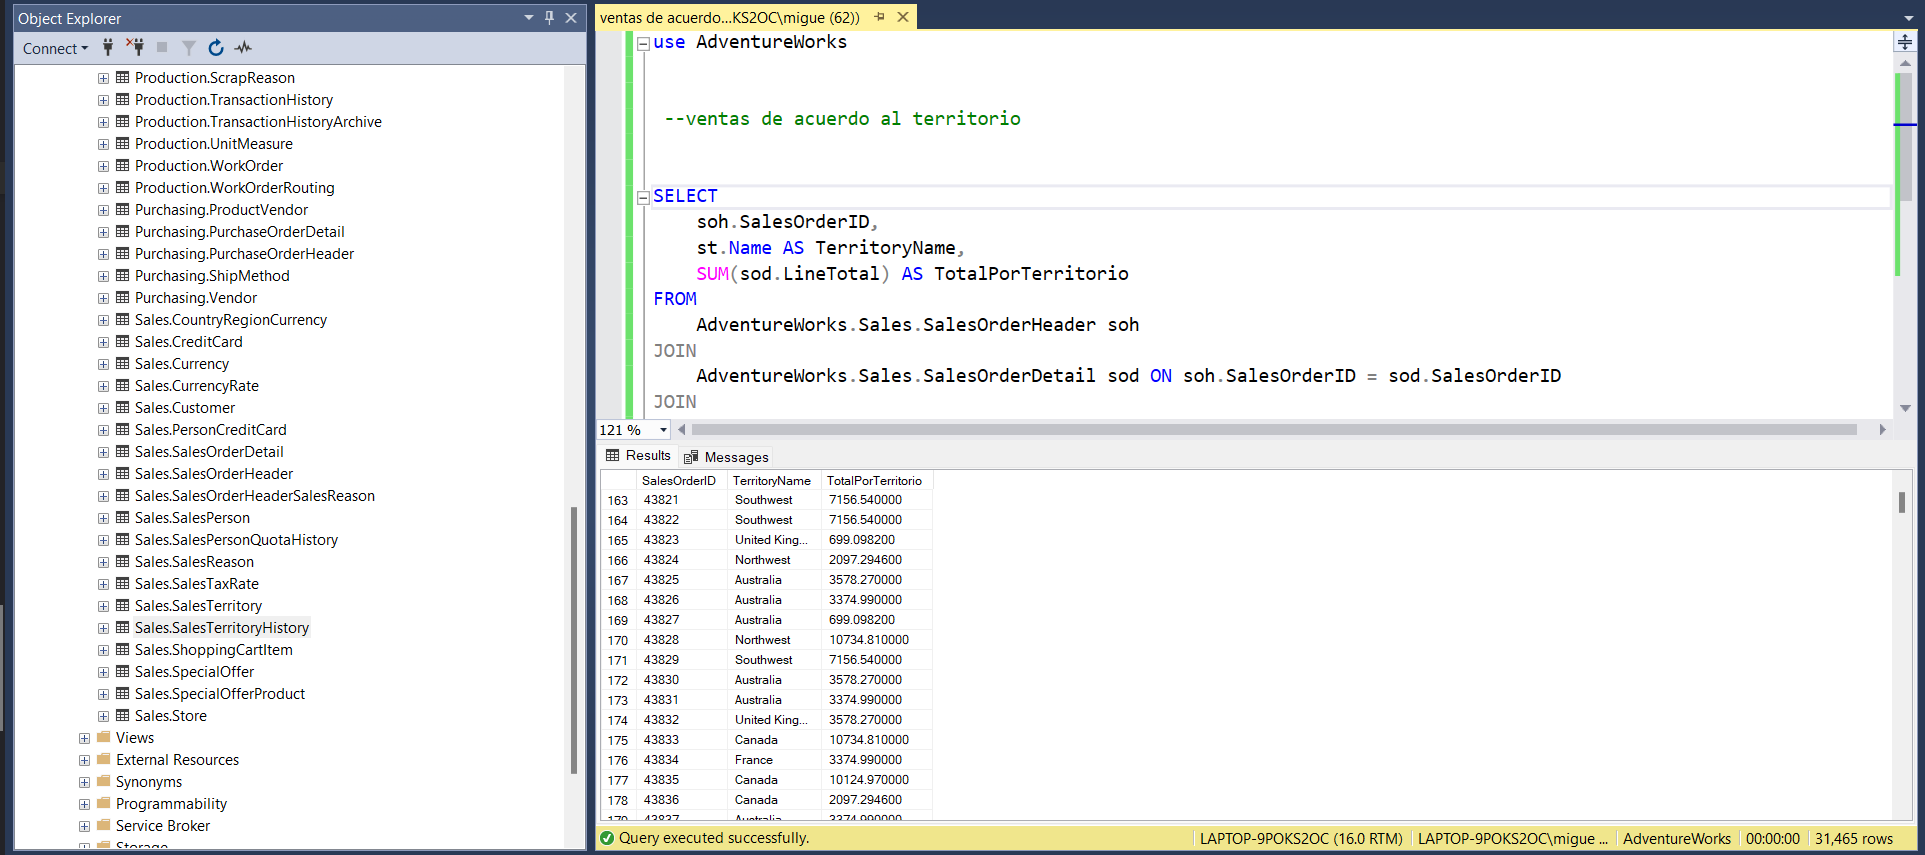 Object Explorer
Connect
Production.ScrapReason
Production.TransactionHistory
Production.TransactionHistoryArchive
Production.UnitMeasure
Production.WorkOrder
Production.WorkOrderRouting
Purchasing.ProductVendor
Purchasing.PurchaseOrderDetail
Purchasing.PurchaseOrderHeader
Purchasing.ShipMethod
Purchasing.Vendor
Sales.CountryRegionCurrency
Sales.CreditCard
Sales.Currency
Sales.CurrencyRate
Sales.Customer
Sales.PersonCreditCard
Sales.SalesOrderDetail
Sales.SalesOrderHeader
Sales.SalesOrderHeaderSalesReason
Sales.SalesPerson
Sales.SalesPersonQuotaHistory
Sales.SalesReason
Sales.SalesTaxRate
Sales.SalesTerritory
Sales.SalesTerritoryHistory
Sales.ShoppingCartItem
Sales.SpecialOffer
Sales.SpecialOfferProduct
Sales.Store
Views
External Resources
Synonyms
Programmability
Service Broker
Storage
ventas de acuerdo...KS2OC\migue (62))
use AdventureWorks
--ventas de acuerdo al territorio
SELECT
soh.SalesOrderID,
st.Name AS TerritoryName,
SUM(sod.LineTotal) AS TotalPorTerritorio
FROM
AdventureWorks.Sales.SalesOrderHeader soh
JOIN
AdventureWorks.Sales.SalesOrderDetail sod ON soh.SalesOrderID = sod.SalesOrderID
JOIN
121 %
Results Messages
SalesOrderID TerritoryName TotalPorTerritorio
163 43821 Southwest 7156.540000
164 43822 Southwest 7156.540000
165 43823 United King... 699.098200
166 43824 Northwest 2097.294600
167 43825 Australia 3578.270000
168 43826 Australia 3374.990000
169 43827 Australia 699.098200
170 43828 Northwest 10734.810000
171 43829 Southwest 7156.540000
172 43830 Australia 3578.270000
173 43831 Australia 3374.990000
174 43832 United King... 3578.270000
175 43833 Canada 10734.810000
176 43834 France 3374.990000
177 43835 Canada 10124.970000
178 43836 Canada 2097.294600
179 43837 Australia 3374.990000
Query executed successfully. LAPTOP-9POKS2OC (16.0 RTM) LAPTOP-9POKS2OC\migue ... AdventureWorks 00:00:00 31,465 rows